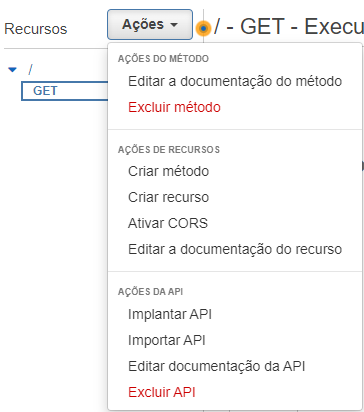 Recursos
Ações
/ - GET - Execu
/
GET
AÇÕES DO MÉTODO
Editar a documentação do método
Excluir método
AÇÕES DE RECURSOS
Criar método
Criar recurso
Ativar CORS
Editar a documentação do recurso
AÇÕES DA API
Implantar API
Importar API
Editar documentação da API
Excluir API